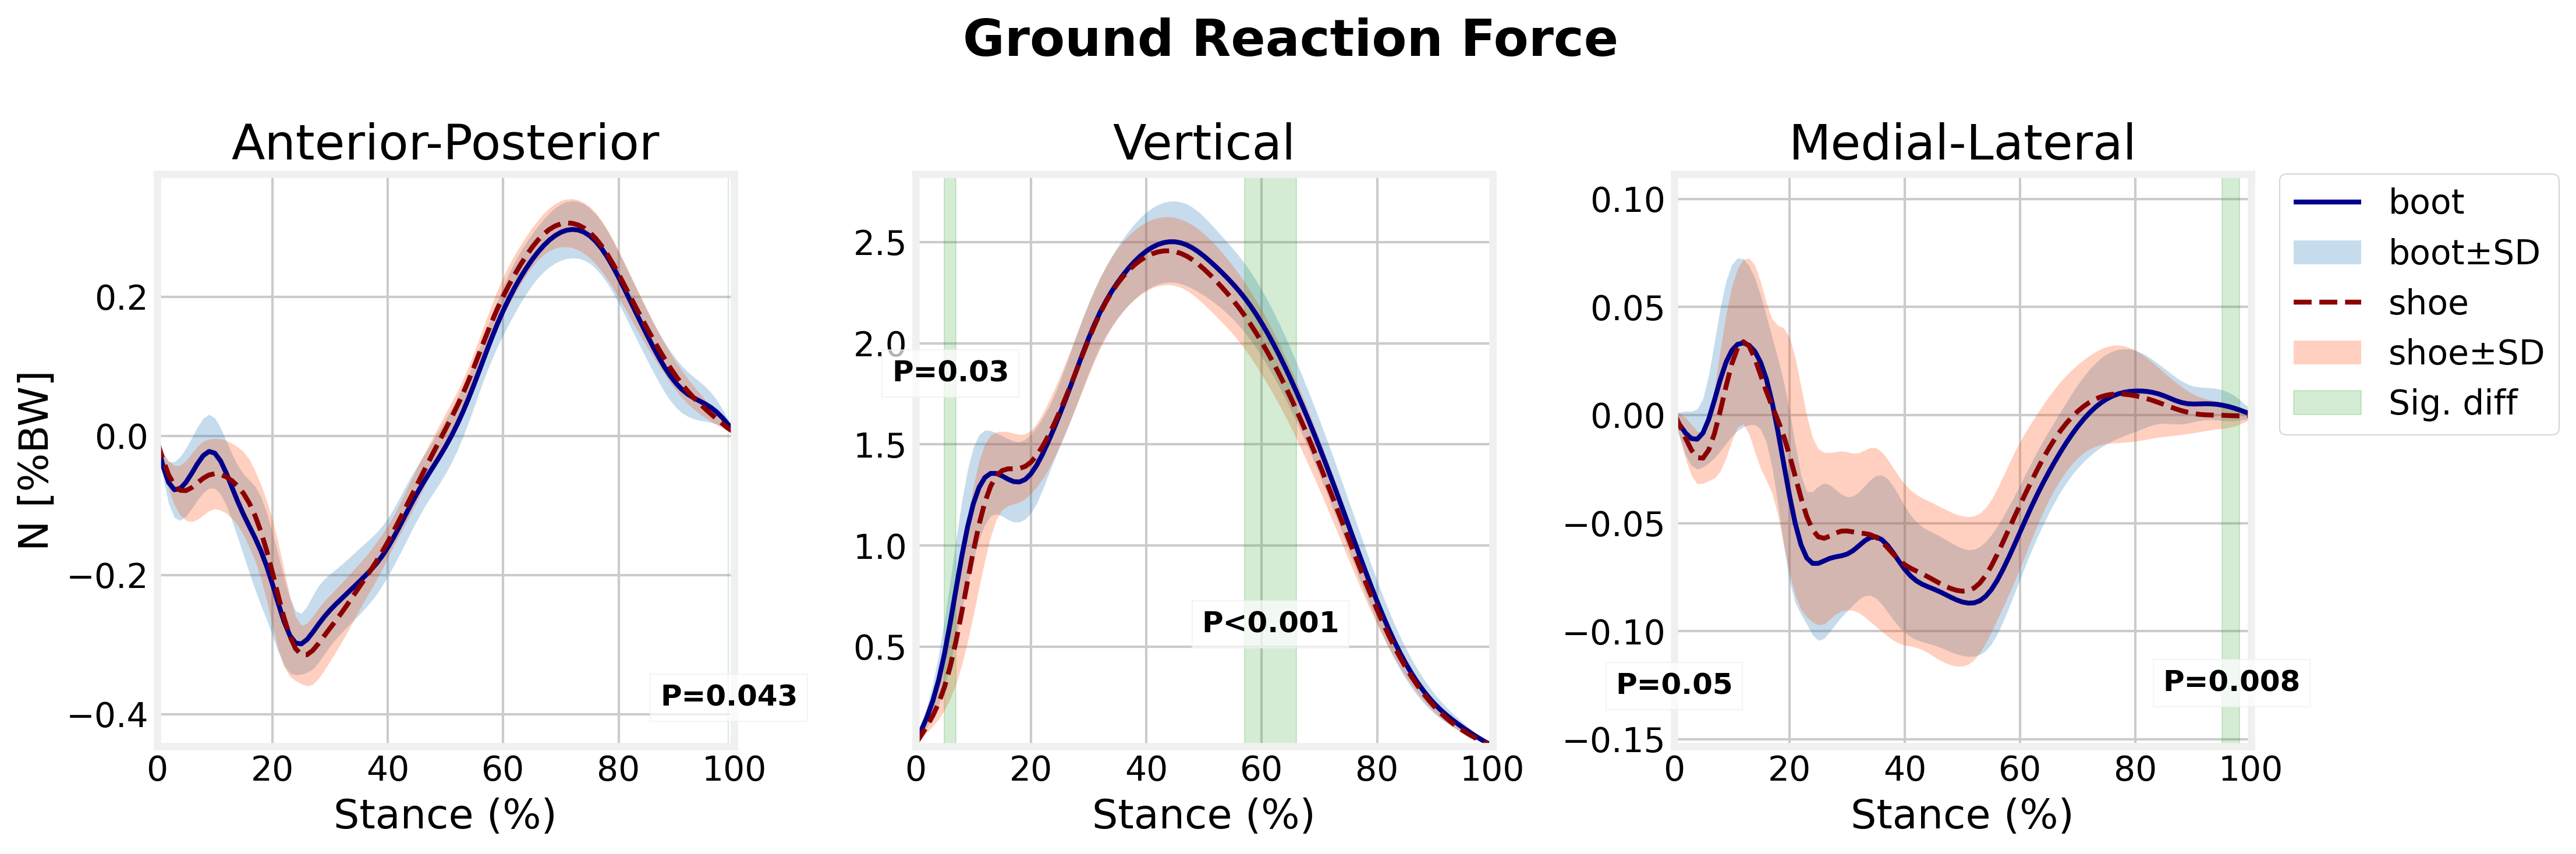 Ground Reaction Force
Anterior-Posterior
N [%BW]
0.2
0.0
−0.2
−0.4
P=0.043
0 20 40 60 80 100
Stance (%)
Vertical
2.5
2.0
1.5
1.0
0.5
P=0.03
P<0.001
0 20 40 60 80 100
Stance (%)
Medial-Lateral
0.10
0.05
0.00
−0.05
−0.10
−0.15
P=0.05
P=0.008
0 20 40 60 80 100
Stance (%)
boot
boot±SD
shoe
shoe±SD
Sig. diff